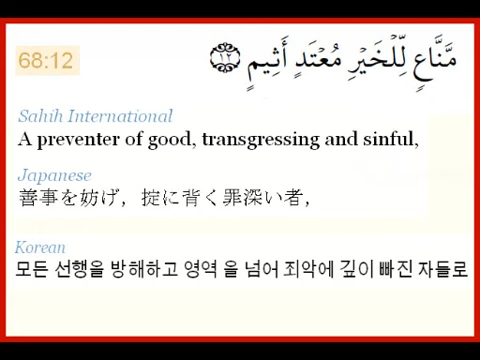 68:12
مَّنَّاعٍ لِّلْخَيْرِ مُعْتَدٍ أَثِيمٍ ﴿١٢﴾
Sahih International
A preventer of good, transgressing and sinful,
Japanese
善事を妨げ，掟に背く罪深い者，
Korean
모든 선행을 방해하고 영역 을 넘어 죄악에 깊이 빠진 자들로